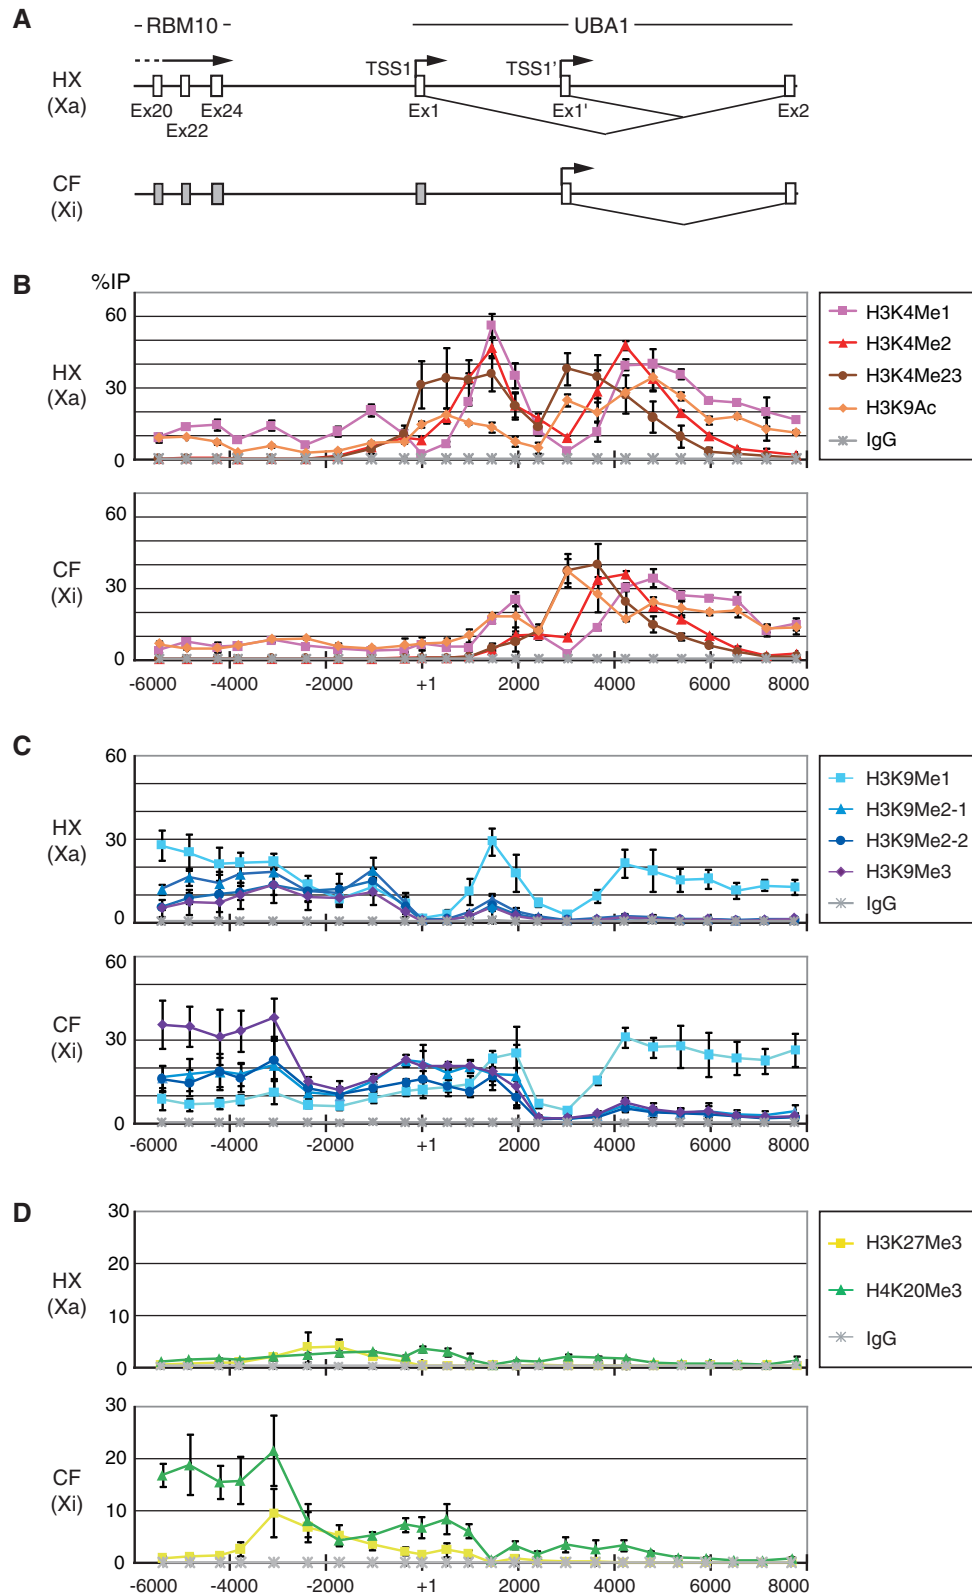 A
RBM10
UBA1
HX
(Xa)
TSS1
TSS1'
Ex20
Ex22
Ex24
Ex1
Ex1'
Ex2
CF
(Xi)
B
%IP
HX
(Xa)
60
30
0
H3K4Me1
H3K4Me2
H3K4Me23
H3K9Ac
IgG
CF
(Xi)
60
30
0
-6000 -4000 -2000 +1 2000 4000 6000 8000
C
HX
(Xa)
60
30
0
H3K9Me1
H3K9Me2-1
H3K9Me2-2
H3K9Me3
IgG
CF
(Xi)
60
30
0
-6000 -4000 -2000 +1 2000 4000 6000 8000
D
HX
(Xa)
30
20
10
0
H3K27Me3
H4K20Me3
IgG
CF
(Xi)
30
20
10
0
-6000 -4000 -2000 +1 2000 4000 6000 8000